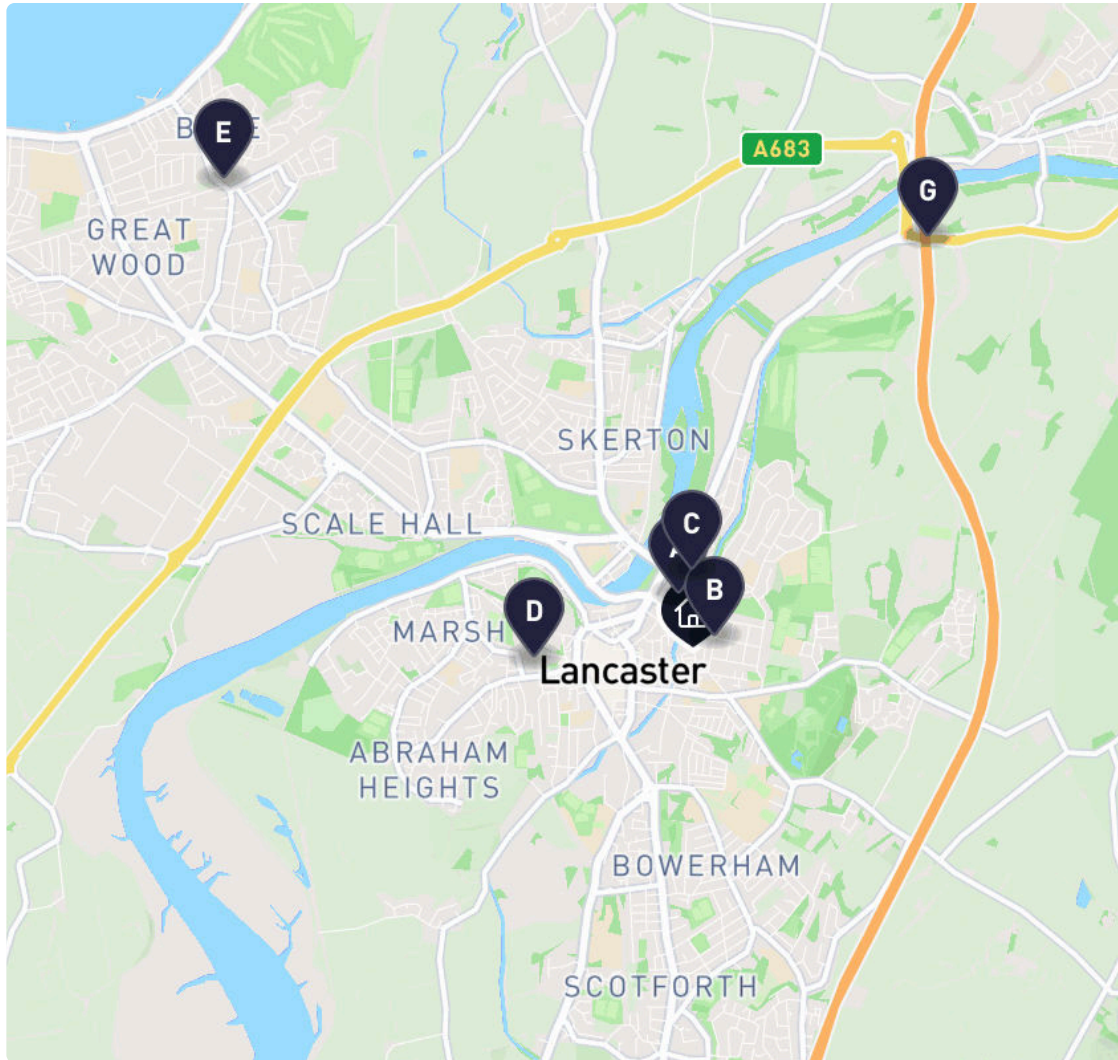 E
A683
G
GREAT
WOOD
SKERTON
C
SCALE HALL
B
D
MARSH
Lancaster
ABRAHAM
HEIGHTS
BOWERHAM
SCOTFORTH